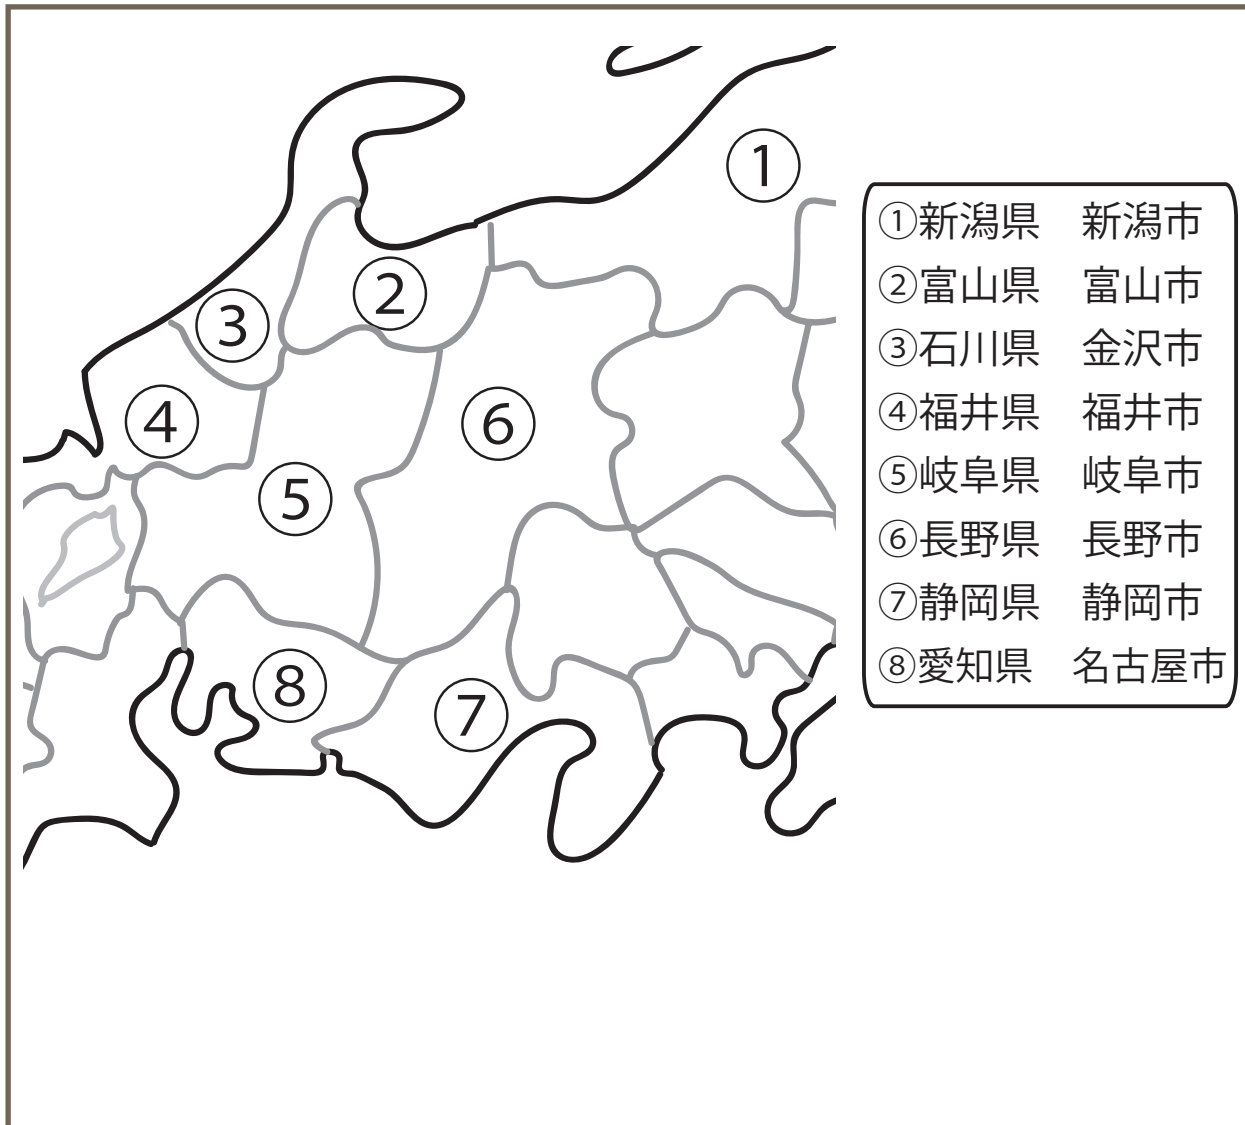 ①
②
③
④
⑤
⑥
⑦
⑧
①新潟県　新潟市
②富山県　富山市
③石川県　金沢市
④福井県　福井市
⑤岐阜県　岐阜市
⑥長野県　長野市
⑦静岡県　静岡市
⑧愛知県　名古屋市